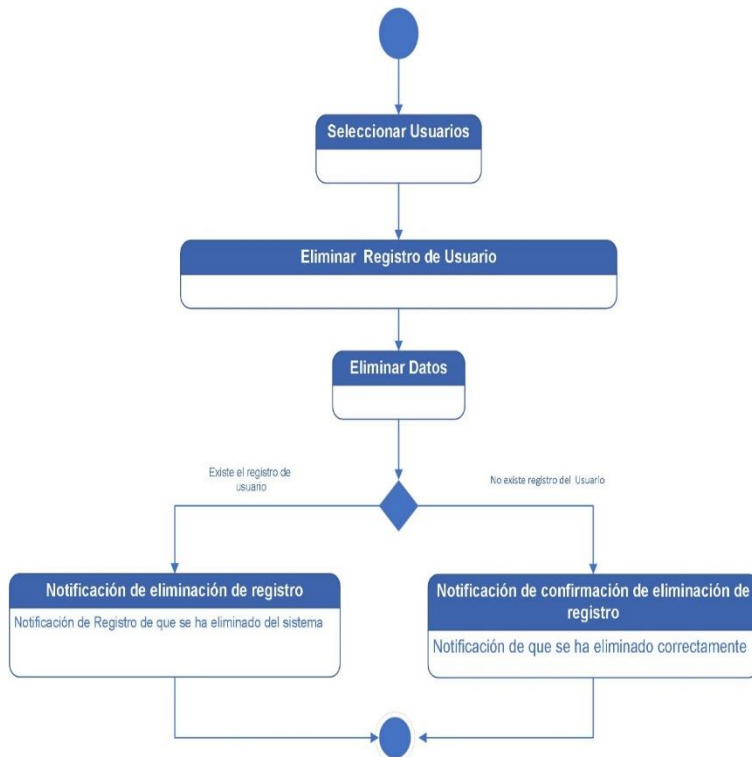 Seleccionar Usuarios
Eliminar Registro de Usuario
Eliminar Datos
Existe el registro de
usuario
No existe registro del Usuario
Notificación de eliminación de registro
Notificación de Registro de que se ha eliminado del sistema
Notificación de confirmación de eliminación de
registro
Notificación de que se ha eliminado correctamente